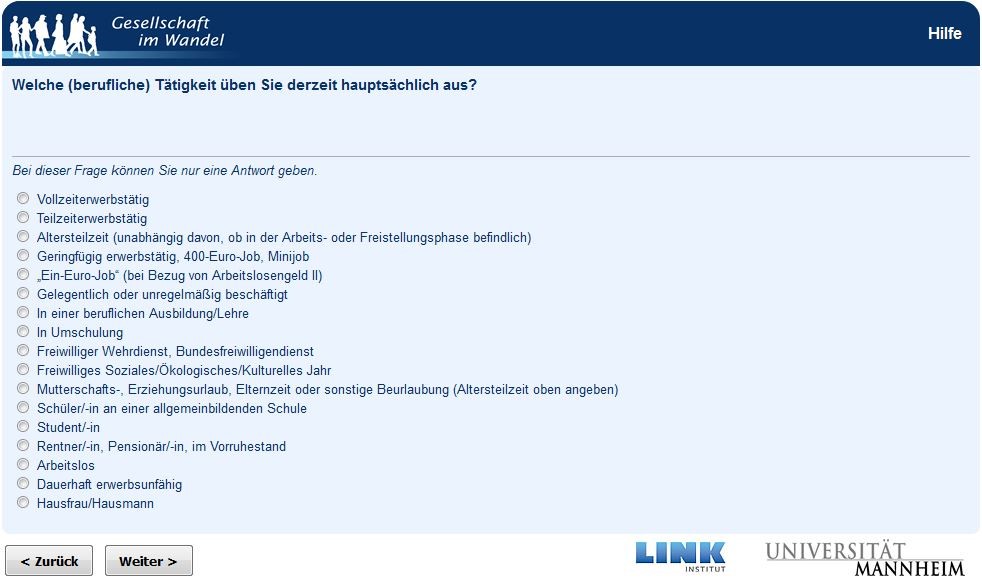 Gesellschaft
im Wandel
Hilfe
Welche (berufliche) Tätigkeit üben Sie derzeit hauptsächlich aus?
Bei dieser Frage können Sie nur eine Antwort geben.
Vollzeiterwerbstätig
Teilzeiterwerbstätig
Altersteilzeit (unabhängig davon, ob in der Arbeits- oder Freistellungsphase befindlich)
Geringfügig erwerbstätig, 400-Euro-Job, Minijob
„Ein-Euro-Job“ (bei Bezug von Arbeitslosengeld II)
Gelegentlich oder unregelmäßig beschäftigt
In einer beruflichen Ausbildung/Lehre
In Umschulung
Freiwilliger Wehrdienst, Bundesfreiwilligendienst
Freiwilliges Soziales/Ökologisches/Kulturelles Jahr
Mutterschafts-, Erziehungsurlaub, Elternzeit oder sonstige Beurlaubung (Altersteilzeit oben angeben)
Schüler/-in an einer allgemeinbildenden Schule
Student/-in
Rentner/-in, Pensionär/-in, im Vorruhestand
Arbeitslos
Dauerhaft erwerbsunfähig
Hausfrau/Hausmann
< Zurück
Weiter >
LINK
INSTITUT
UNIVERSITÄT
MANNHEIM